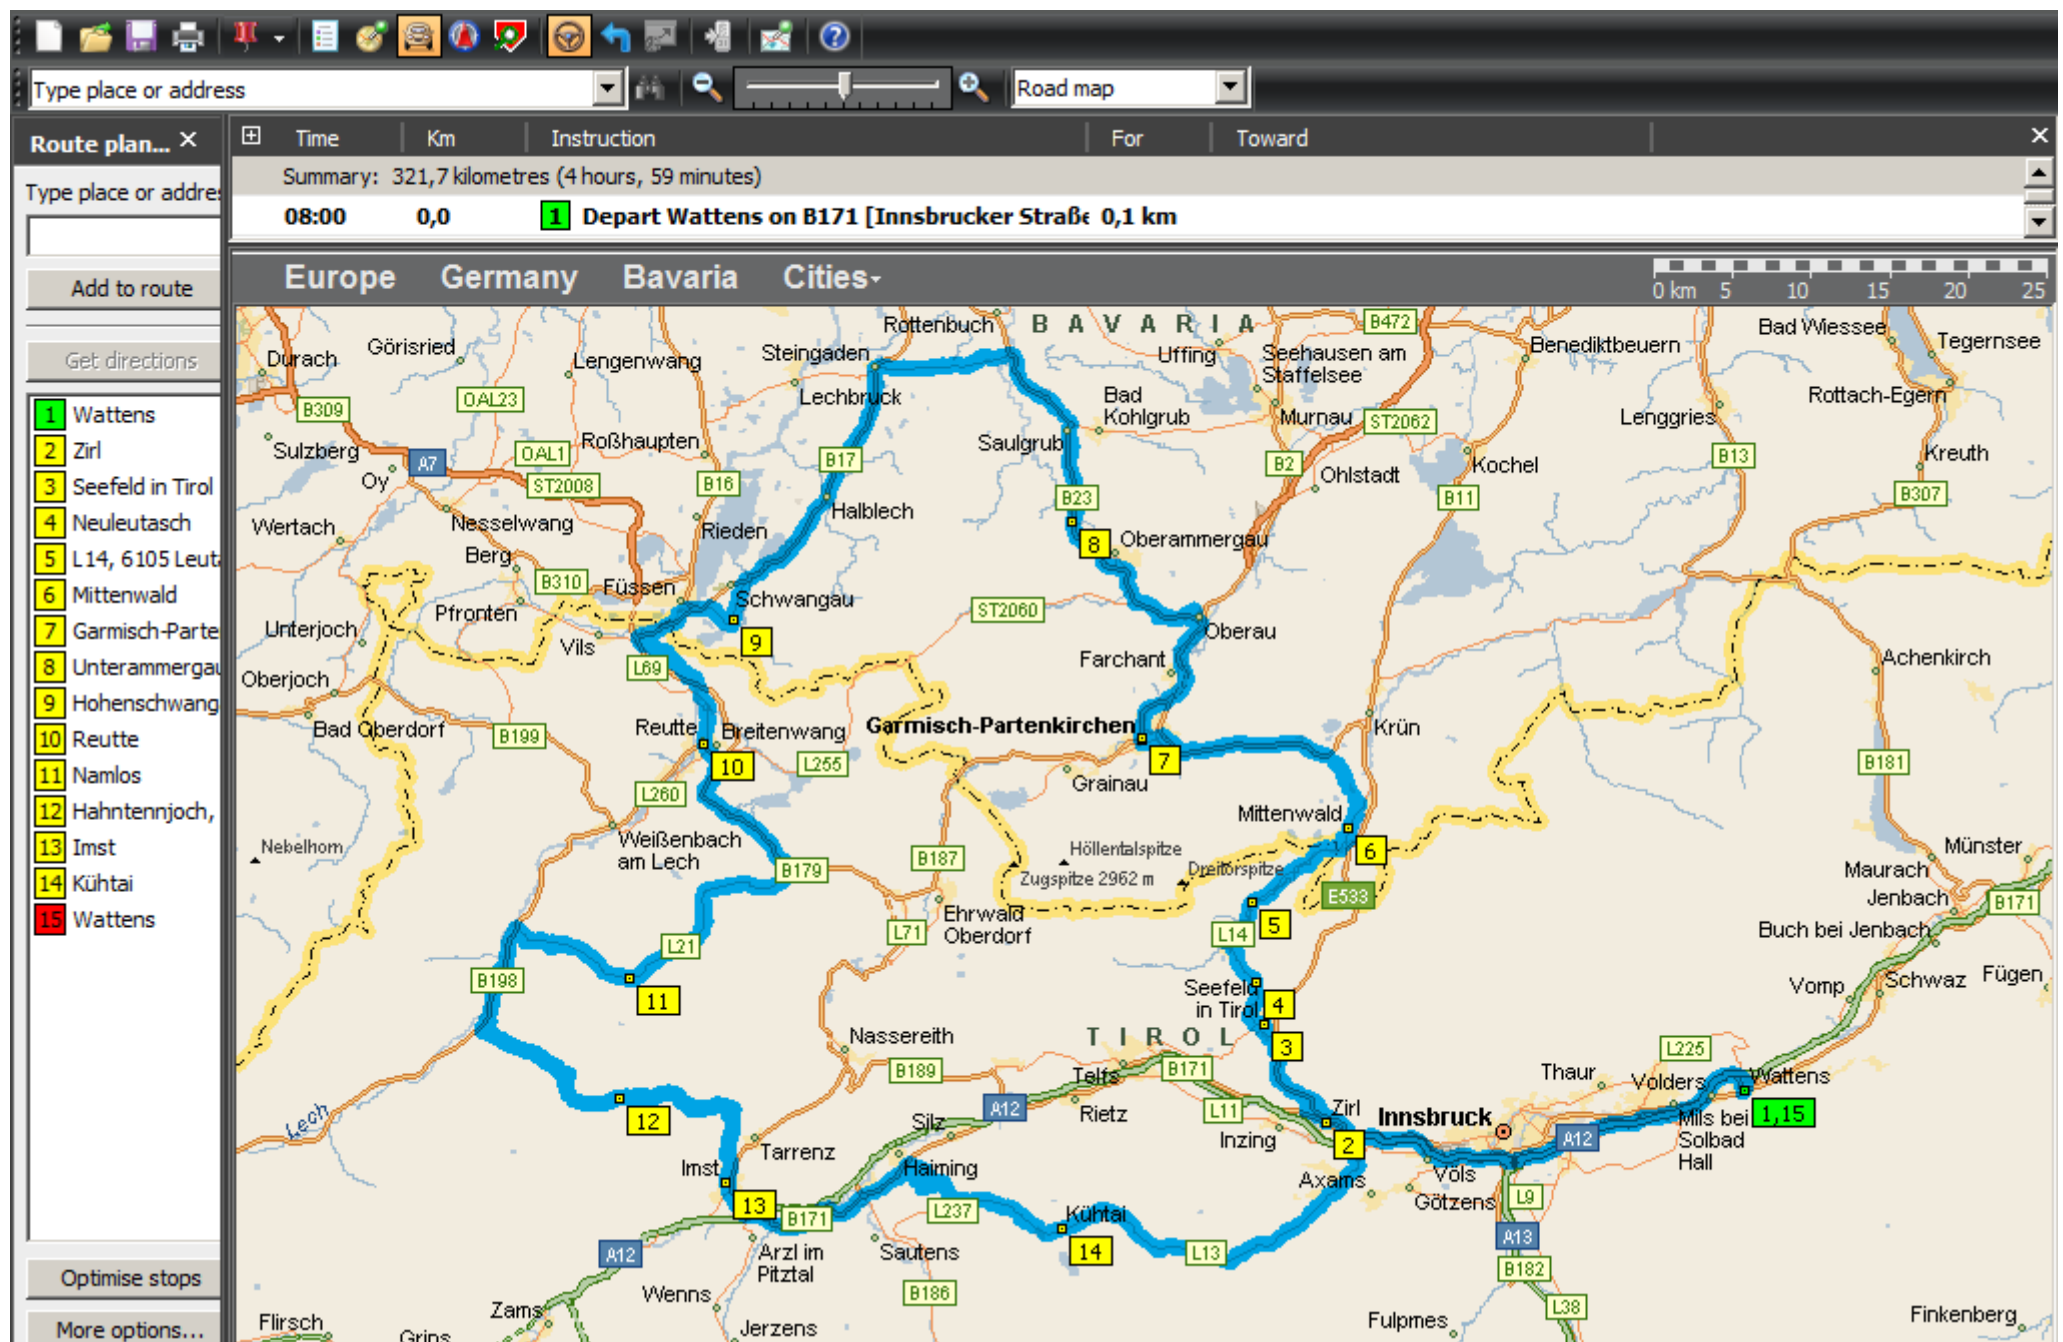 Type place or address
Road map
Route plan...
Time Km Instruction For Toward
Type place or addres
Summary: 321,7 kilometres (4 hours, 59 minutes)
08:00 0,0 1 Depart Wattens on B171 [Innsbrucker Straße 0,1 km
Add to route
Get directions
1 Wattens
2 Zirl
3 Seefeld in Tirol
4 Neuleutasch
5 L14, 6105 Leuta
6 Mittenwald
7 Garmisch-Parte
8 Unterammergau
9 Hohenschwang
10 Reutte
11 Namlos
12 Hahntennjoch,
13 Imst
14 Kühtai
15 Wattens
Optimise stops
More options...
Europe Germany Bavaria Cities-
0 km 5 10 15 20 25
Rottenbuch BAVARIA B472 Bad Wiessee
Durach Görisried Lengenwang Steingaden Uffing Seehausen am Staffelsee Benediktbeuern Tegernsee
B309 OAL23 Lechbruck Bad Kohlgrub Murnau ST2062 Lenggries Rottach-Egern
Sulzberg A7 OAL1 Roßhaupten B17 Saulgrub B2 Ohlstadt Kochel B13 Kreuth
Oy ST2008 B16 Halblech B23 B11 B307
Wertach Nesselwang Rieden 8 Oberammergau
Berg B310 Füssen Schwangau ST2060
Unterjoch Pfronten Vils 9 Oberau
Oberjoch L69 Farchant Achenkirch
Bad Oberdorf B199 Reutte Breitenwang Garmisch-Partenkirchen Krün
10 L255 7 B181
L260 Grainau
Nebelhorn Weißenbach am Lech B179 B187 Höllentalspitze Mittenwald 6 Münster
Zugspitze 2962 m Dreitorspitze E533 Maurach
Jenbach B171
L21 L71 Ehrwald Oberdorf L14 5 Buch bei Jenbach
B198 11 Seefeld in Tirol 4 Vomp Schwaz Fügen
Nassereith TIROL 3 L225
B189 Telfs B171 Thaur Volders Wattens
Lech 12 Silz A12 Rietz L11 Zirl Innsbruck A12 Mils bei Solbad Hall 1,15
Tarrenz Inzing 2
Imst Haiming Axams Völs
13 B171 L237 Kühtai Götzens L9
A12 Arzl im Pitztal Sautens 14 L13 A13
Wenns B186 B182
Flirsch Zams L38 Finkenberg
Grins Jerzens Fulpmes